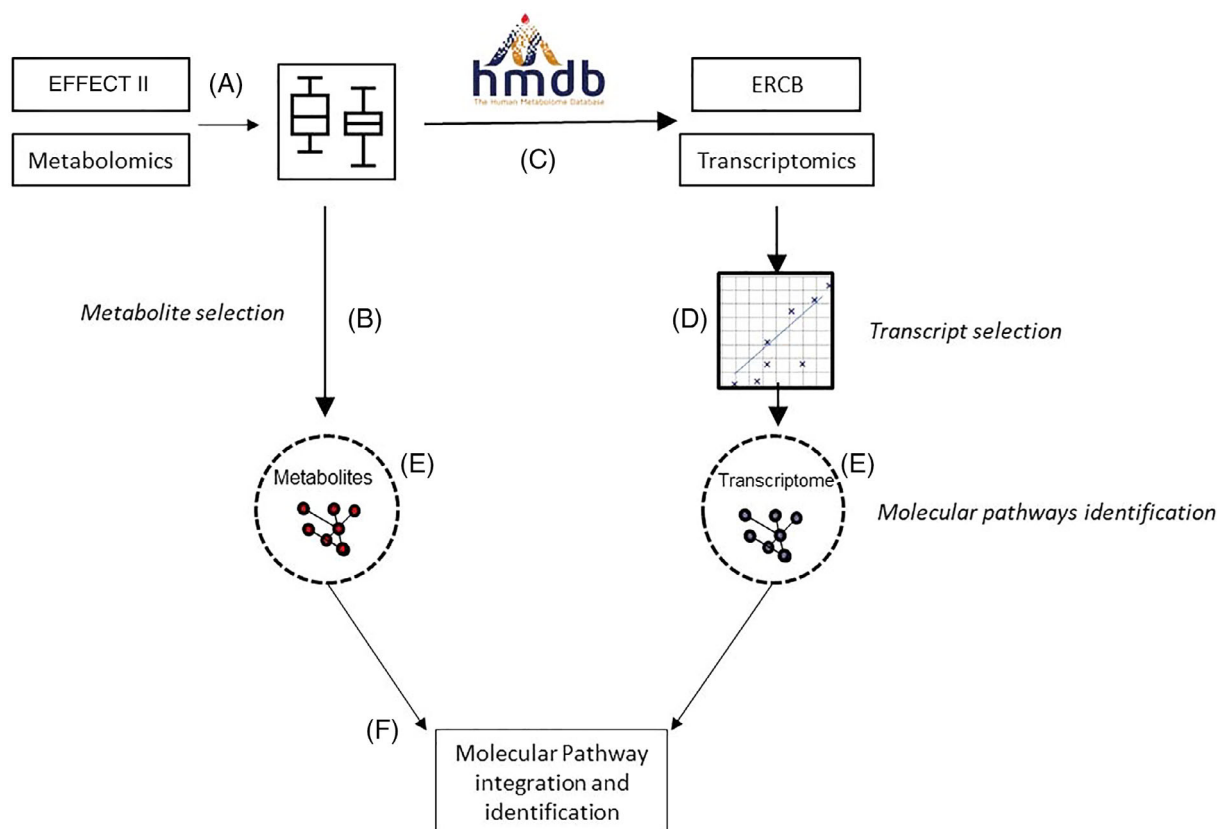 EFFECT II
(A)
hmdb
The Human Metabolome Database
ERCB
Metabolomics
(C)
Transcriptomics
Metabolite selection
(B)
(D)
Transcript selection
(E)
Metabolites
(E)
Transcriptome
Molecular pathways identification
(F)
Molecular Pathway
integration and
identification